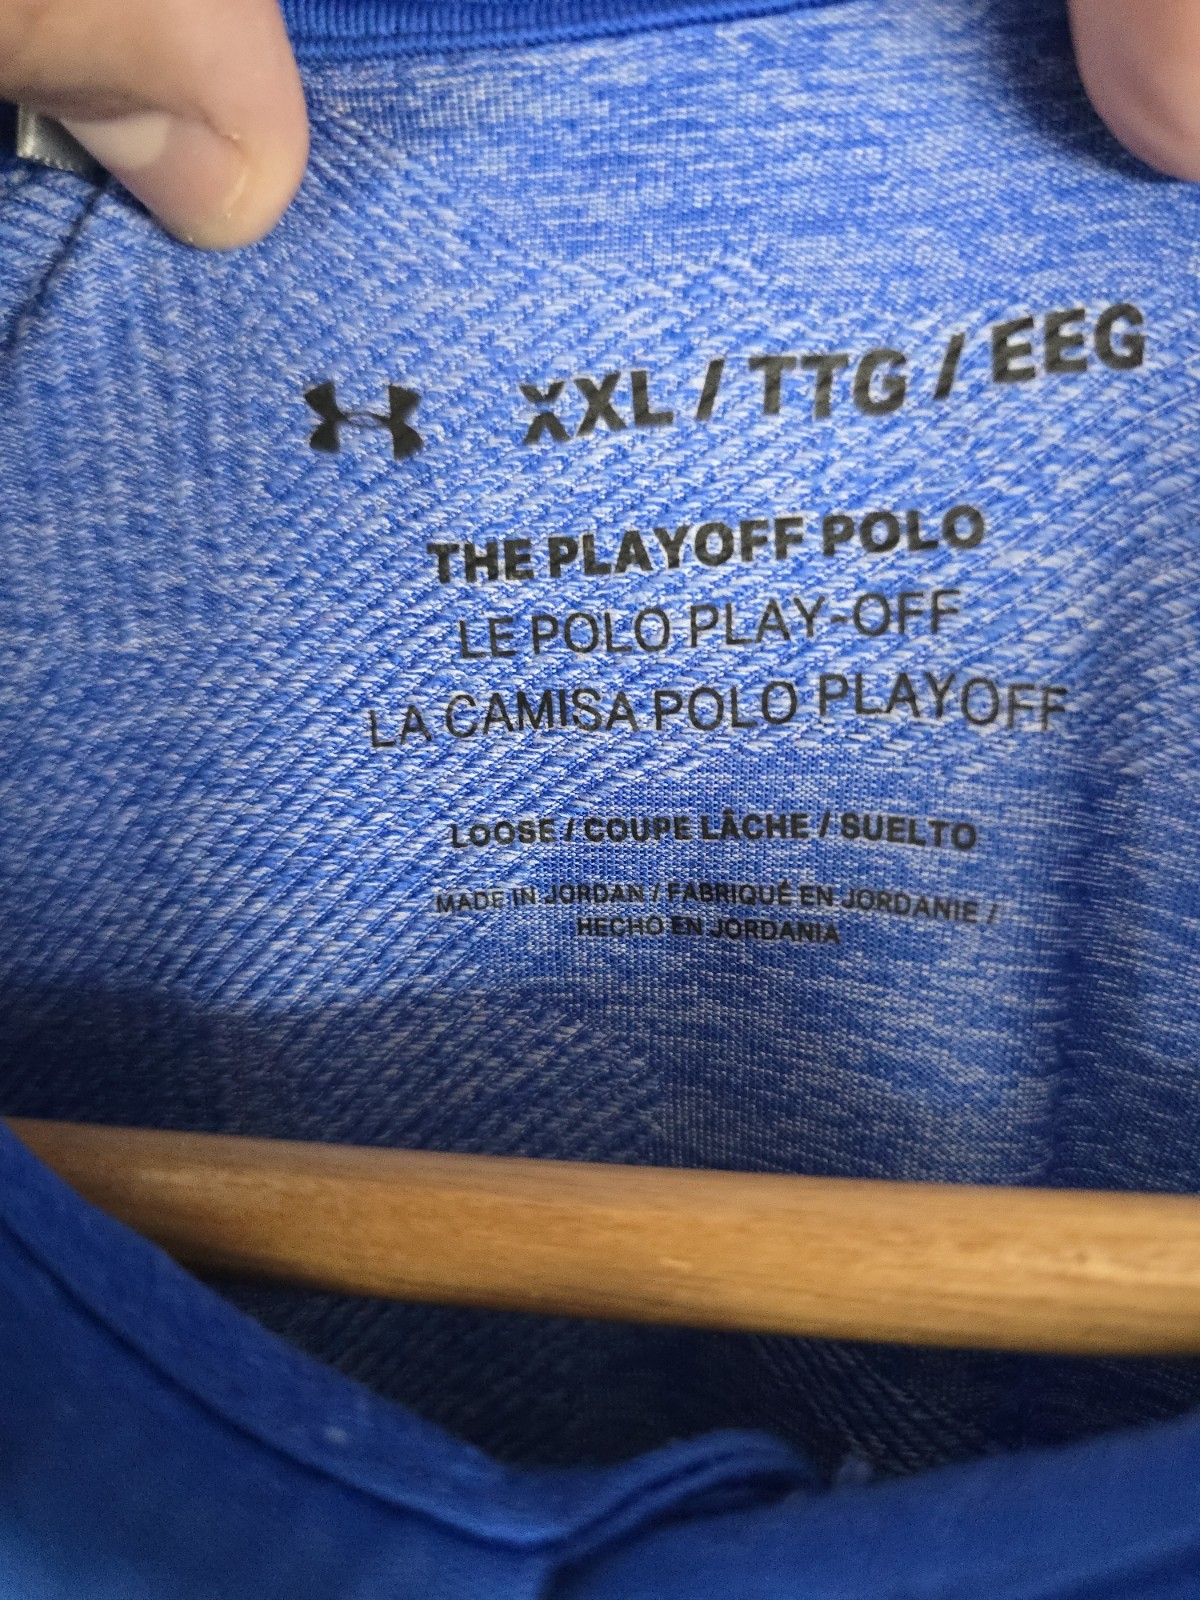 XXL / TTG / EEG
THE PLAYOFF POLO
LE POLO PLAY-OFF
LA CAMISA POLO PLAYOFF
LOOSE / COUPE LÂCHE / SUELTO
MADE IN JORDAN / FABRIQUÉ EN JORDANIE /
HECHO EN JORDANIA